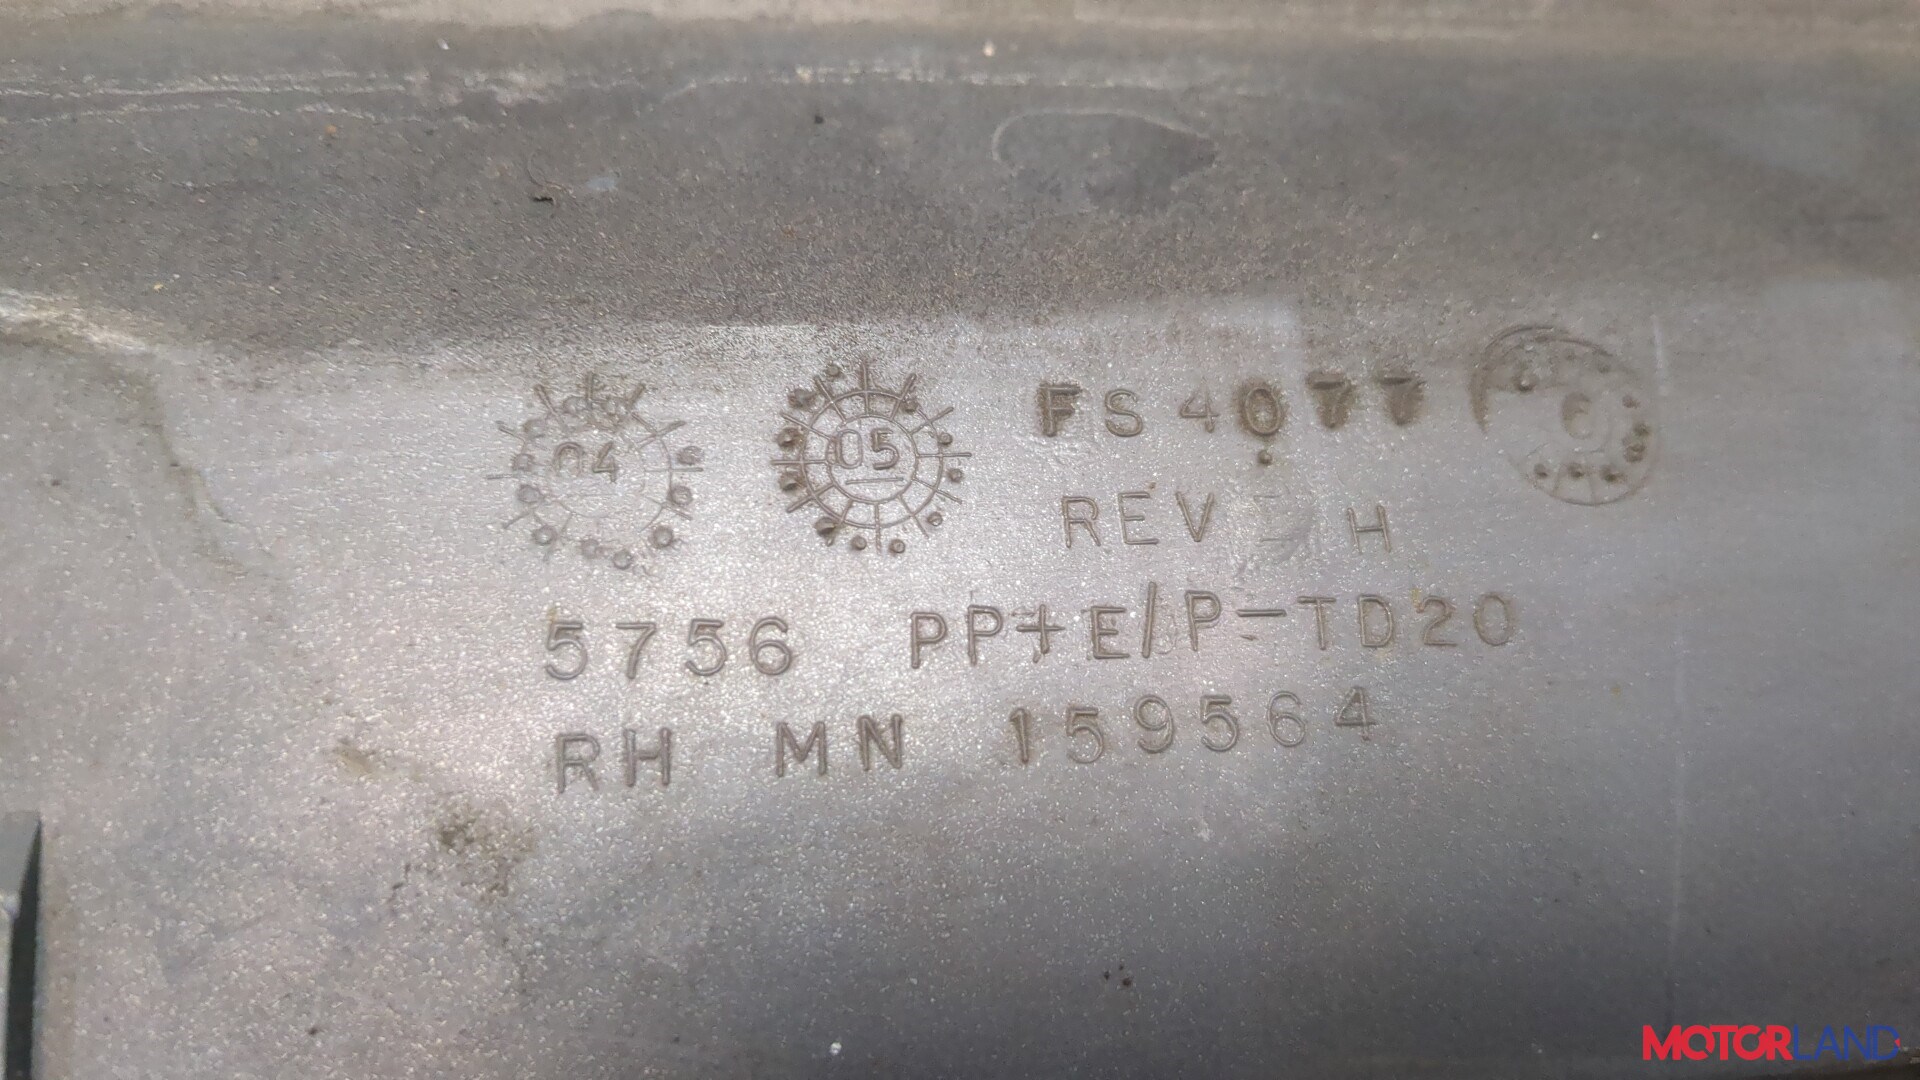 04 05 FS4077
REV H
5756 PP+E/P-TD20
RH MN 159564
MOTORLAND